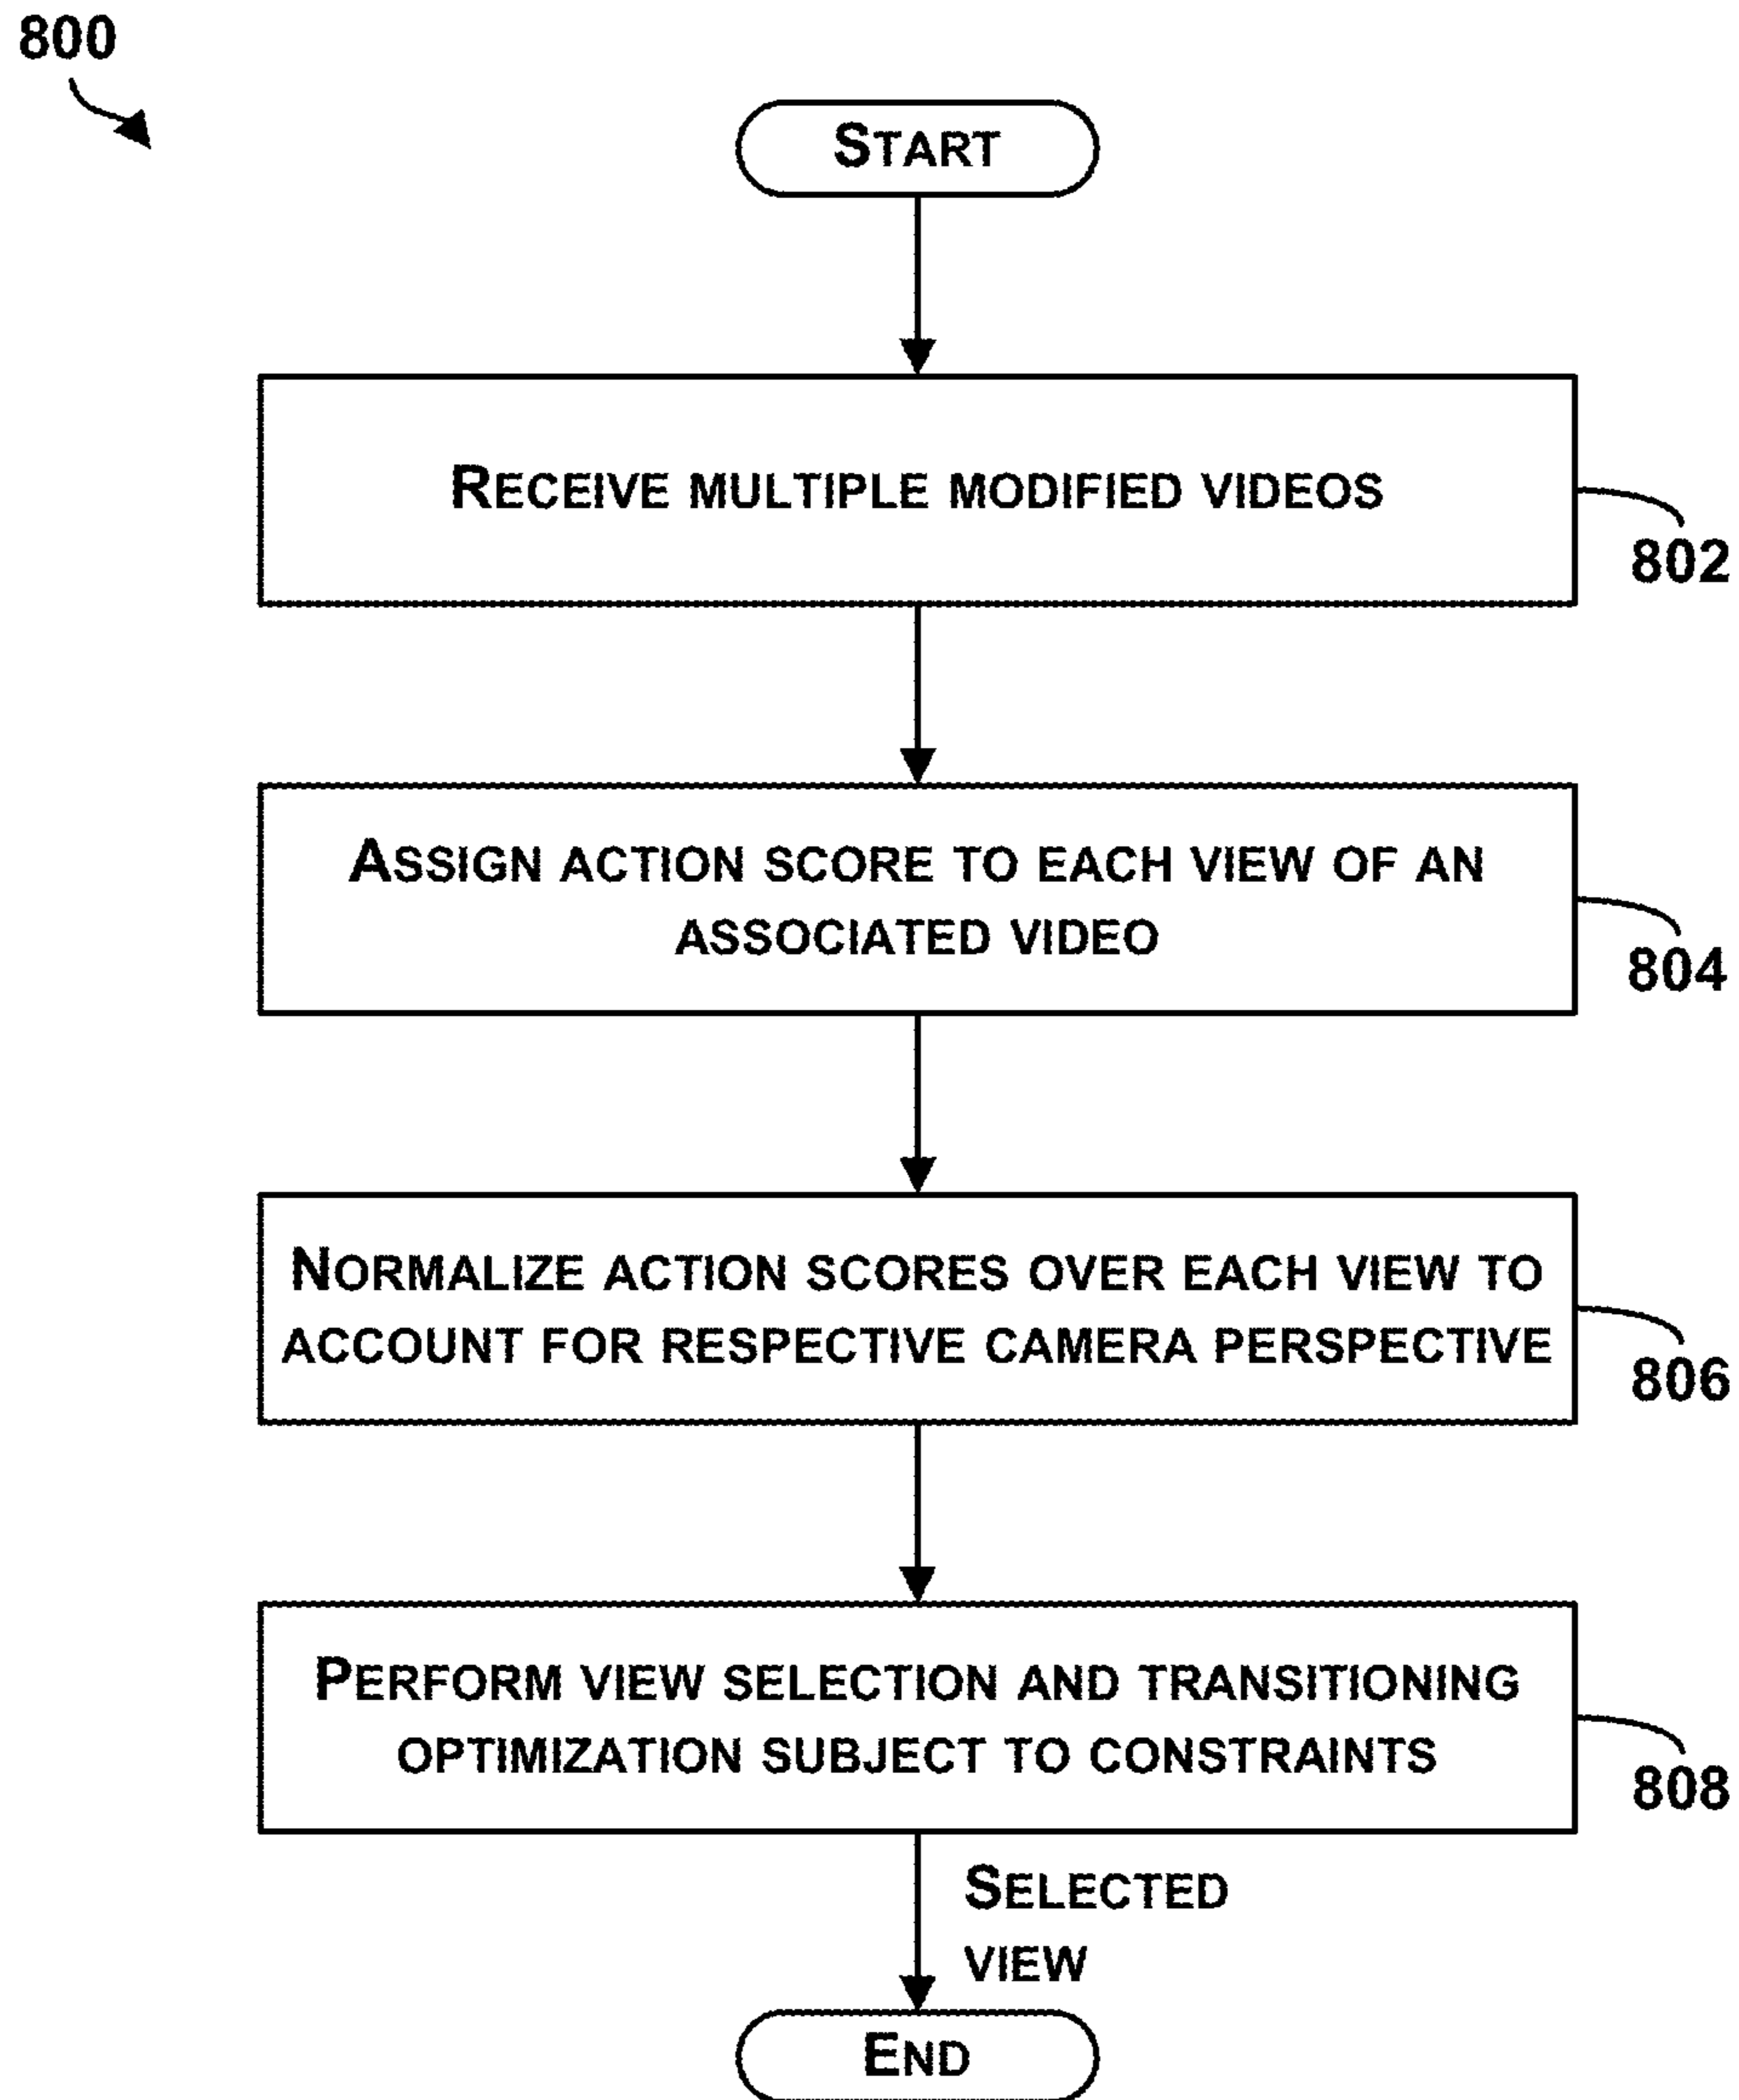 800
START
RECEIVE MULTIPLE MODIFIED VIDEOS
802
ASSIGN ACTION SCORE TO EACH VIEW OF AN
ASSOCIATED VIDEO
804
NORMALIZE ACTION SCORES OVER EACH VIEW TO
ACCOUNT FOR RESPECTIVE CAMERA PERSPECTIVE
806
PERFORM VIEW SELECTION AND TRANSITIONING
OPTIMIZATION SUBJECT TO CONSTRAINTS
808
SELECTED
VIEW
END